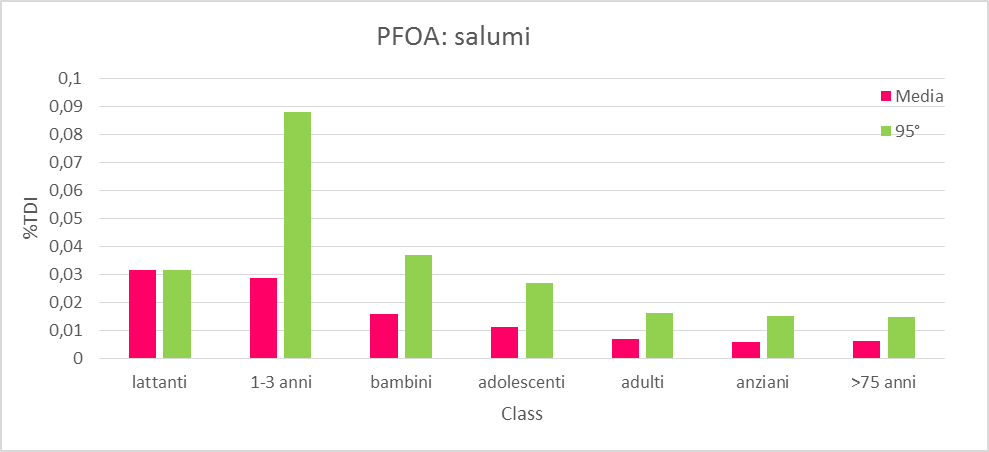 PFOA: salumi
0,1
0,09
0,08
0,07
0,06
0,05
0,04
0,03
0,02
0,01
0
%TDI
Media
95°
lattanti 1-3 anni bambini adolescenti adulti anziani >75 anni
Class